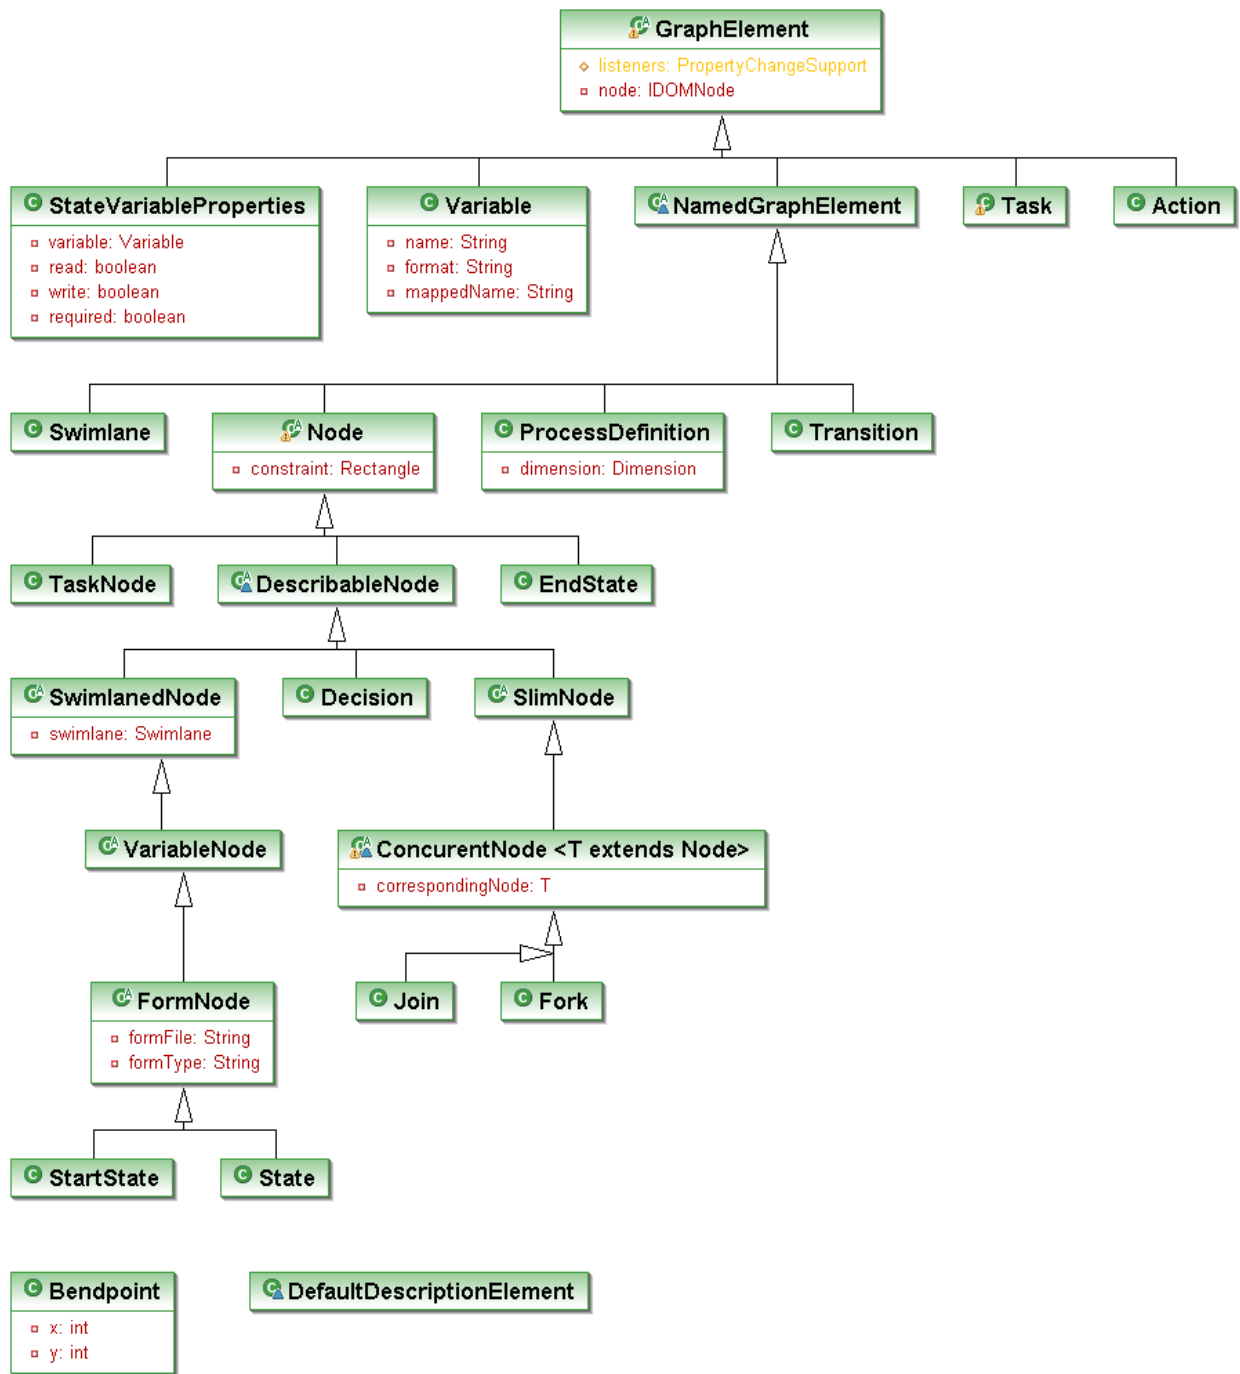 GraphElement
listeners: PropertyChangeSupport
node: IDOMNode
StateVariableProperties
variable: Variable
read: boolean
write: boolean
required: boolean
Variable
name: String
format: String
mappedName: String
NamedGraphElement
Task
Action
Swimlane
Node
constraint: Rectangle
ProcessDefinition
dimension: Dimension
Transition
TaskNode
DescribableNode
EndState
SwimlanedNode
swimlane: Swimlane
Decision
SlimNode
VariableNode
ConcurentNode <T extends Node>
correspondingNode: T
FormNode
formFile: String
formType: String
Join
Fork
StartState
State
Bendpoint
x: int
y: int
DefaultDescriptionElement